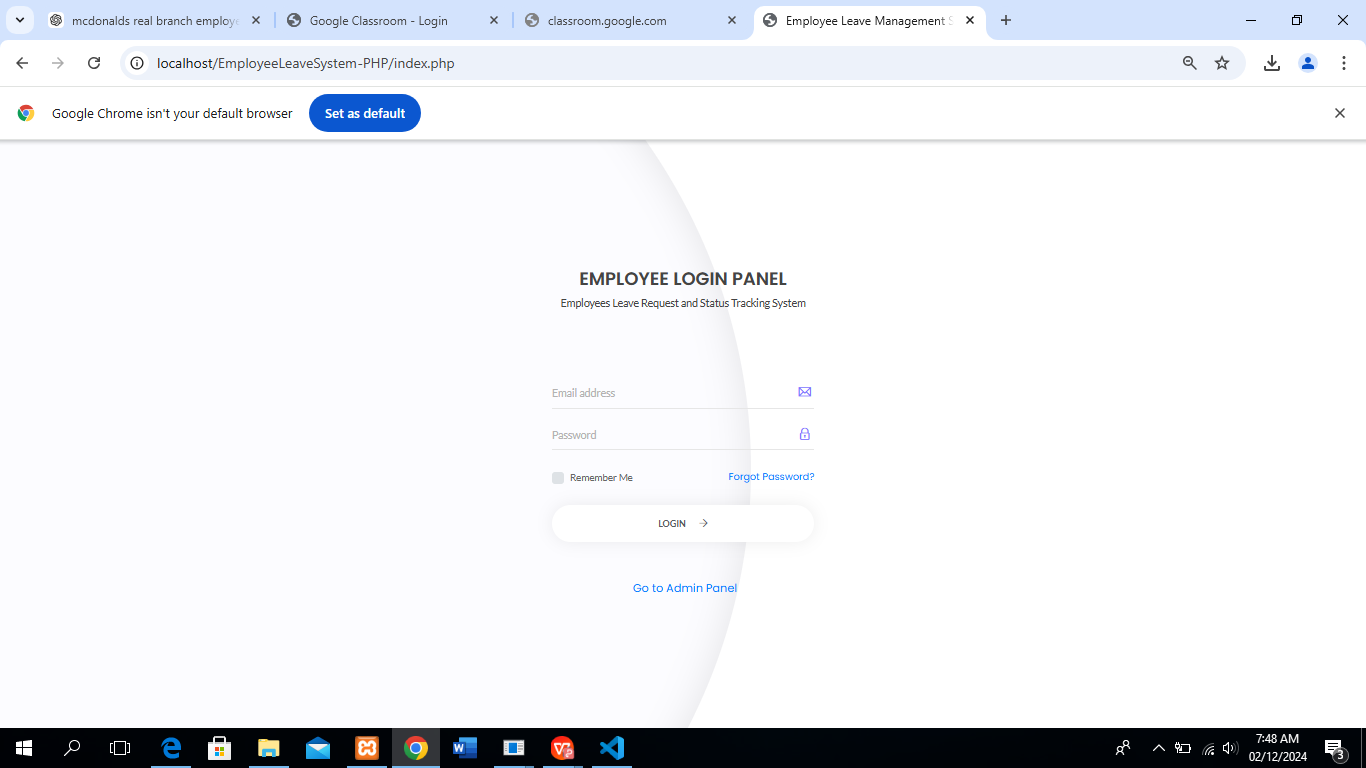 mcdonalds real branch employe
Google Classroom - Login
classroom.google.com
Employee Leave Management S
localhost/EmployeeLeaveSystem-PHP/index.php
Google Chrome isn't your default browser
Set as default
EMPLOYEE LOGIN PANEL
Employees Leave Request and Status Tracking System
Email address
Password
Remember Me
Forgot Password?
LOGIN
Go to Admin Panel
7:48 AM
02/12/2024
3